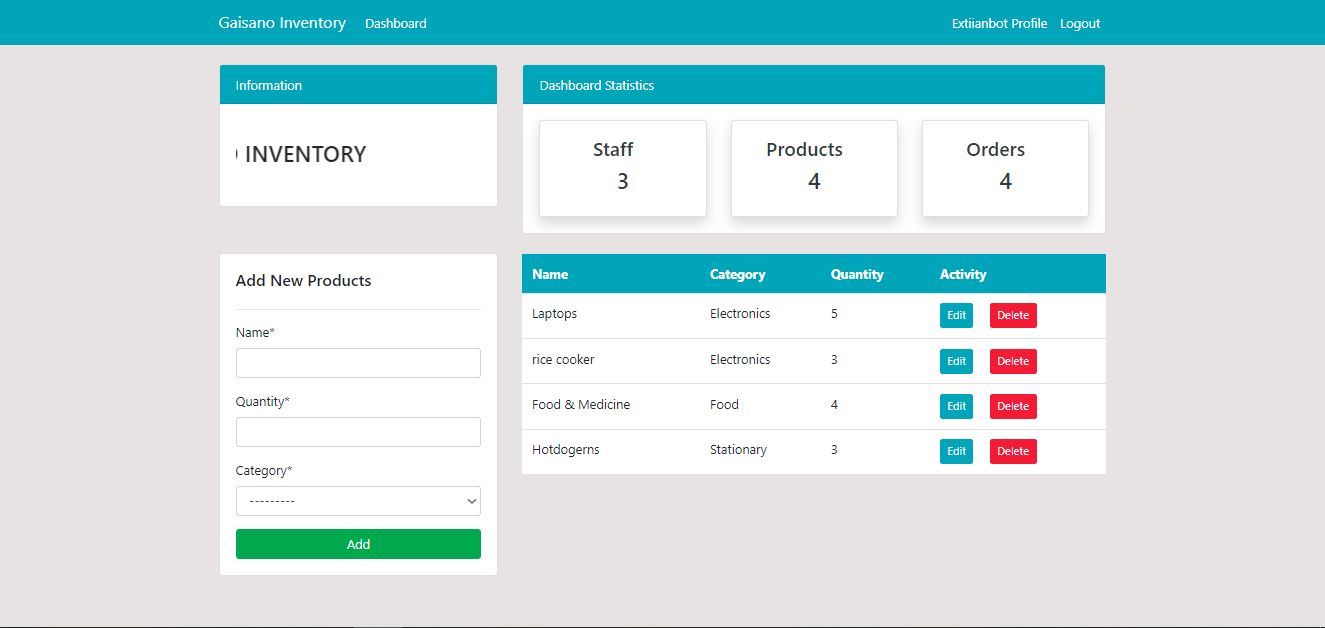 Gaisano Inventory Dashboard Extiianbot Profile Logout
Information
INVENTORY
Dashboard Statistics
Staff Products Orders
3 4 4
Add New Products
Name*
Quantity*
Category*
---------
Add
Name Category Quantity Activity
Laptops Electronics 5 Edit Delete
rice cooker Electronics 3 Edit Delete
Food & Medicine Food 4 Edit Delete
Hotdogerns Stationary 3 Edit Delete